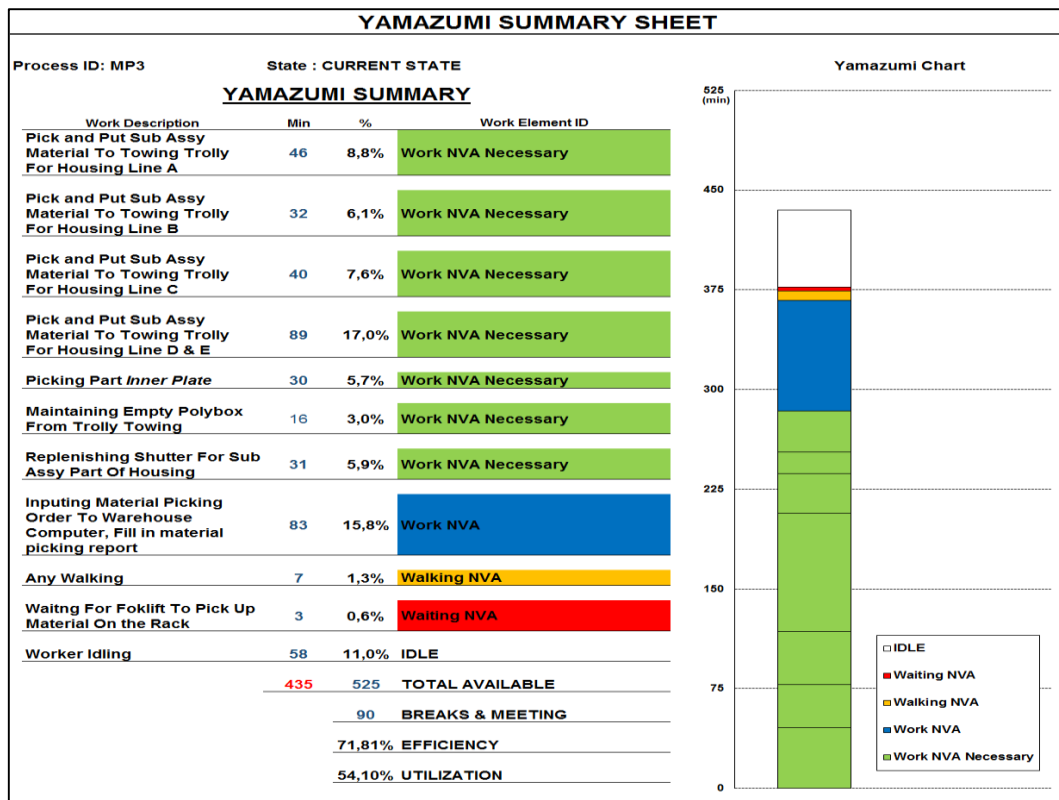 YAMAZUMI SUMMARY SHEET
Process ID: MP3
State : CURRENT STATE
YAMAZUMI SUMMARY
Work Description Min % Work Element ID
Pick and Put Sub Assy
Material To Towing Trolly
For Housing Line A
46 8,8% Work NVA Necessary
Pick and Put Sub Assy
Material To Towing Trolly
For Housing Line B
32 6,1% Work NVA Necessary
Pick and Put Sub Assy
Material To Towing Trolly
For Housing Line C
40 7,6% Work NVA Necessary
Pick and Put Sub Assy
Material To Towing Trolly
For Housing Line D & E
89 17,0% Work NVA Necessary
Picking Part Inner Plate 30 5,7% Work NVA Necessary
Maintaining Empty Polybox
From Trolly Towing
16 3,0% Work NVA Necessary
Replenishing Shutter For Sub
Assy Part Of Housing
31 5,9% Work NVA Necessary
Inputing Material Picking
Order To Warehouse
Computer, Fill in material
picking report
83 15,8% Work NVA
Any Walking 7 1,3% Walking NVA
Waitng For Foklift To Pick Up
Material On the Rack
3 0,6% Waiting NVA
Worker Idling 58 11,0% IDLE
435 525 TOTAL AVAILABLE
90 BREAKS & MEETING
71,81% EFFICIENCY
54,10% UTILIZATION
Yamazumi Chart
525
(min)
450
375
300
225
150
75
0
IDLE
Waiting NVA
Walking NVA
Work NVA
Work NVA Necessary